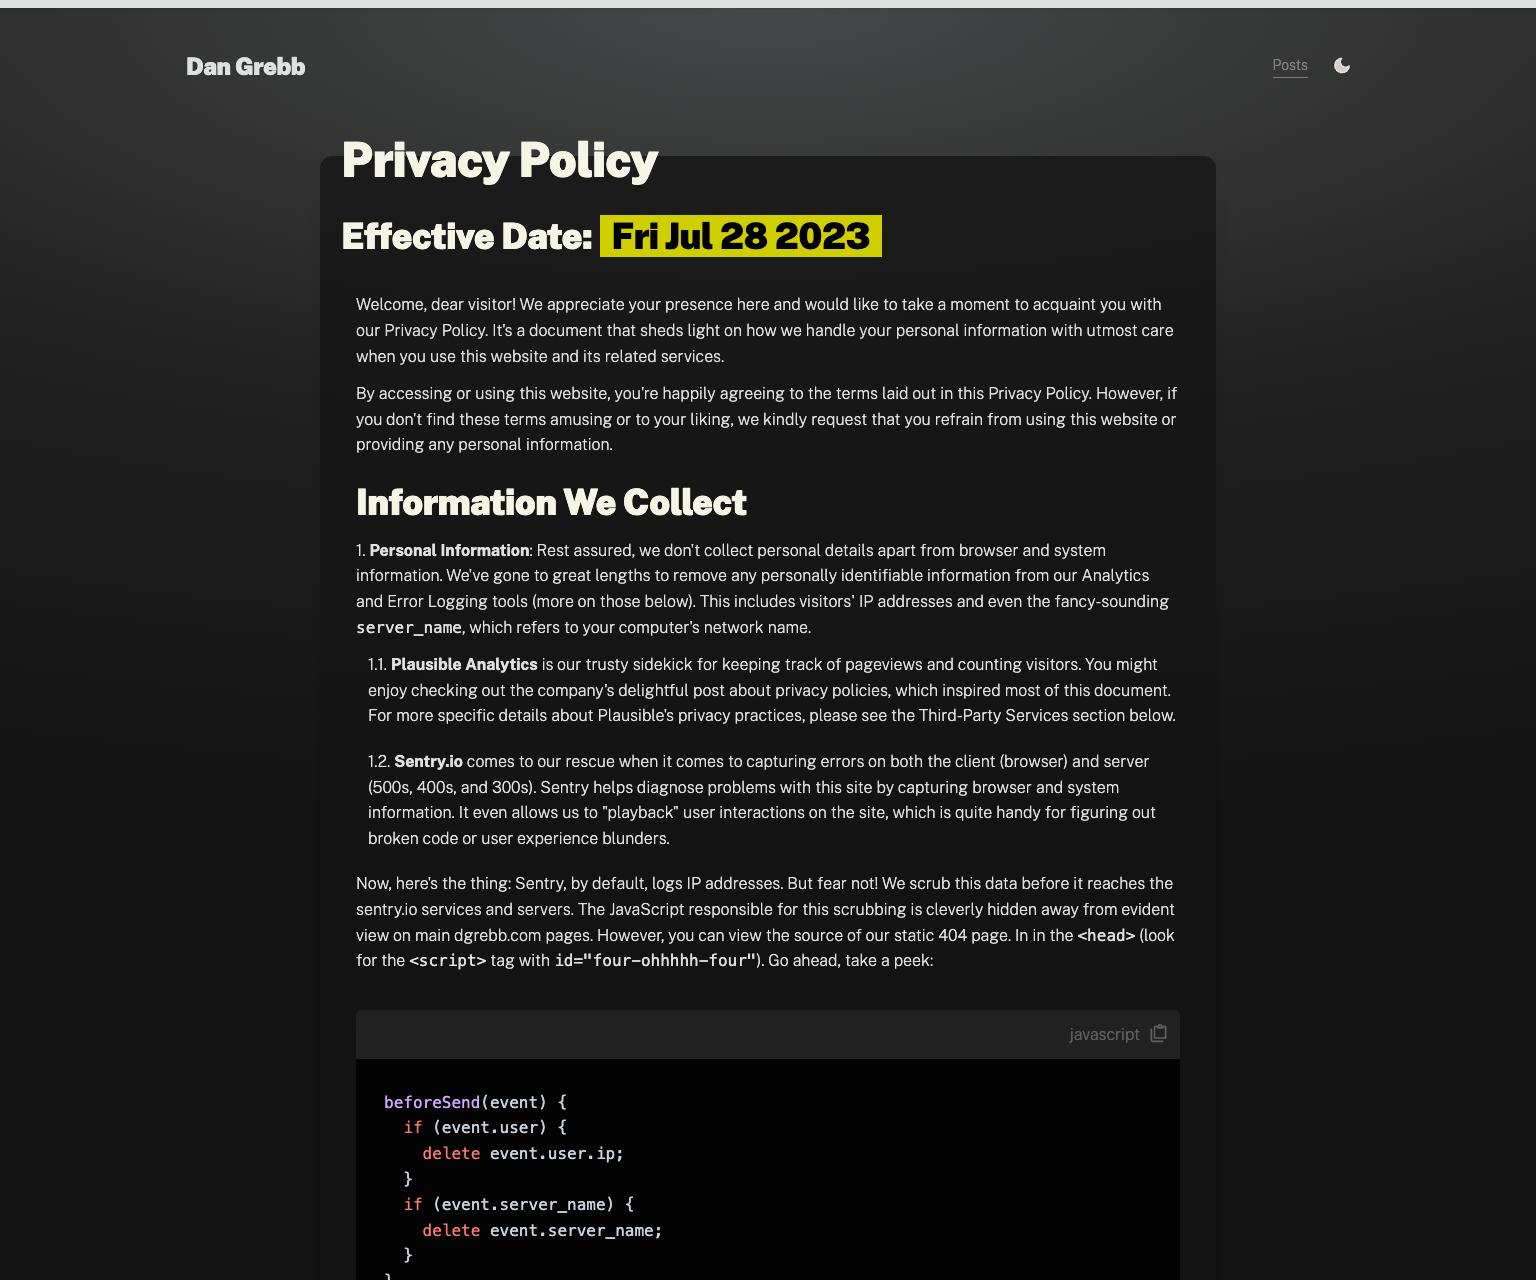 Dan Grebb
Posts
Privacy Policy
Effective Date: Fri Jul 28 2023
Welcome, dear visitor! We appreciate your presence here and would like to take a moment to acquaint you with
our Privacy Policy. It's a document that sheds light on how we handle your personal information with utmost care
when you use this website and its related services.
By accessing or using this website, you're happily agreeing to the terms laid out in this Privacy Policy. However, if
you don't find these terms amusing or to your liking, we kindly request that you refrain from using this website or
providing any personal information.
Information We Collect
1. Personal Information: Rest assured, we don't collect personal details apart from browser and system
information. We've gone to great lengths to remove any personally identifiable information from our Analytics
and Error Logging tools (more on those below). This includes visitors' IP addresses and even the fancy-sounding
server_name, which refers to your computer's network name.
1.1. Plausible Analytics is our trusty sidekick for keeping track of pageviews and counting visitors. You might
enjoy checking out the company's delightful post about privacy policies, which inspired most of this document.
For more specific details about Plausible's privacy practices, please see the Third-Party Services section below.
1.2. Sentry.io comes to our rescue when it comes to capturing errors on both the client (browser) and server
(500s, 400s, and 300s). Sentry helps diagnose problems with this site by capturing browser and system
information. It even allows us to "playback" user interactions on the site, which is quite handy for figuring out
broken code or user experience blunders.
Now, here's the thing: Sentry, by default, logs IP addresses. But fear not! We scrub this data before it reaches the
sentry.io services and servers. The JavaScript responsible for this scrubbing is cleverly hidden away from evident
view on main dgrebb.com pages. However, you can view the source of our static 404 page. In in the <head> (look
for the <script> tag with id="four-ohhhhh-four"). Go ahead, take a peek:
javascript
beforeSend(event) {
if (event.user) {
delete event.user.ip;
}
if (event.server_name) {
delete event.server_name;
}
}